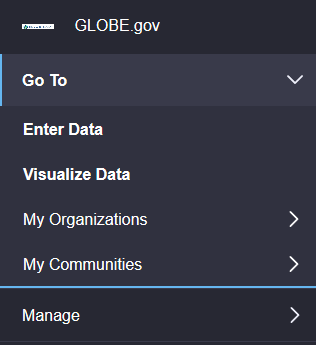 GLOBE.gov
Go To
Enter Data
Visualize Data
My Organizations
My Communities
Manage